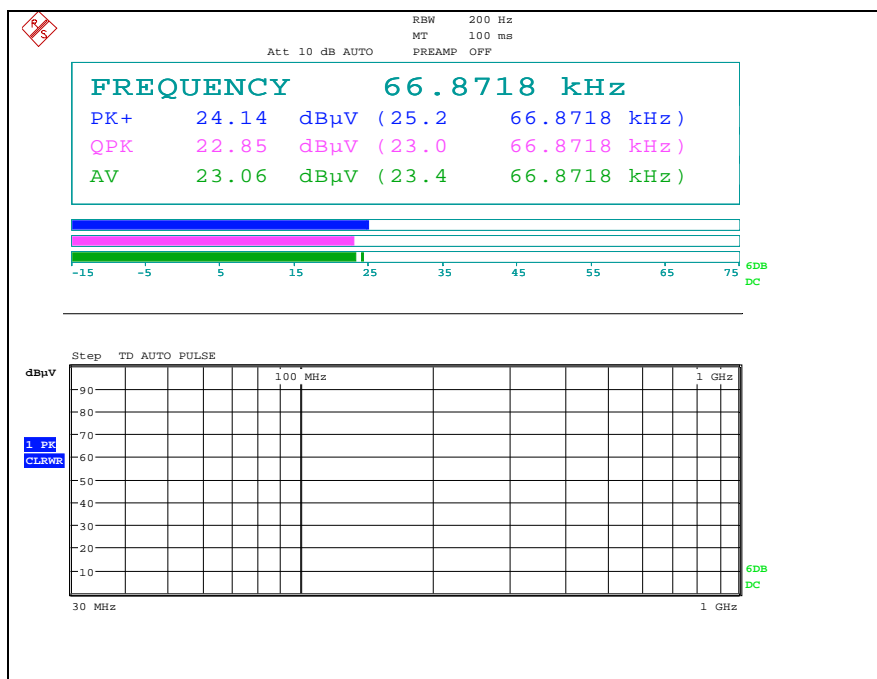 R S
RBW 200 Hz
MT 100 ms
Att 10 dB AUTO PREAMP OFF
FREQUENCY 66.8718 kHz
PK+ 24.14 dBµV (25.2 66.8718 kHz)
QPK 22.85 dBµV (23.0 66.8718 kHz)
AV 23.06 dBµV (23.4 66.8718 kHz)
-15 -5 5 15 25 35 45 55 65 75
6DB
DC
Step TD AUTO PULSE
dBµV
100 MHz 1 GHz
90
80
70
1 PK
CLRWR
60
50
40
30
20
10
6DB
DC
30 MHz 1 GHz